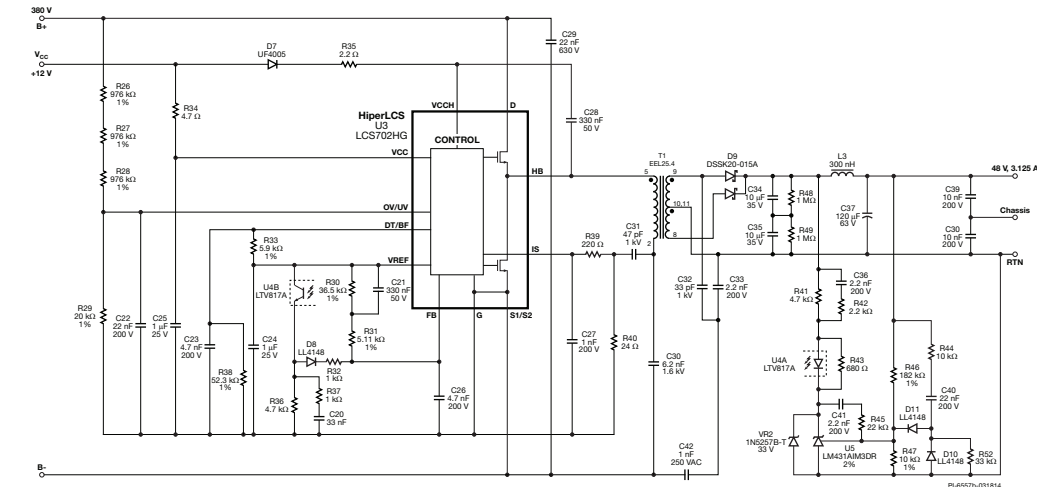 380 V
B+
VCC
+12 V
D7
UF4005
R35
2.2 Ω
C29
22 nF
630 V
R26
976 kΩ
1%
R34
4.7 Ω
R27
976 kΩ
1%
R28
976 kΩ
1%
HiperLCS
U3
LCS702HG
VCCH
D
CONTROL
VCC
HB
OV/UV
DT/BF
VREF
IS
FB
G
S1/S2
C28
330 nF
50 V
T1
EEL25.4
5
2
9
10,11
8
D9
DSSK20-015A
L3
300 nH
48 V, 3.125 A
C34
10 µF
35 V
R48
1 MΩ
C35
10 µF
35 V
R49
1 MΩ
C37
120 µF
63 V
C39
10 nF
200 V
Chassis
C30
10 nF
200 V
RTN
R33
5.9 kΩ
1%
U4B
LTV817A
R30
36.5 kΩ
1%
C21
330 nF
50 V
R39
220 Ω
C31
47 pF
1 kV
C32
33 pF
1 kV
C33
2.2 nF
200 V
R41
4.7 kΩ
C36
2.2 nF
200 V
R42
2.2 kΩ
R29
20 kΩ
1%
C22
22 nF
200 V
C25
1 µF
25 V
C23
4.7 nF
200 V
R38
52.3 kΩ
1%
C24
1 µF
25 V
D8
LL4148
R31
5.11 kΩ
1%
R32
1 kΩ
R36
4.7 kΩ
R37
1 kΩ
C20
33 nF
C26
4.7 nF
200 V
C27
1 nF
200 V
R40
24 Ω
C30
6.2 nF
1.6 kV
U4A
LTV817A
R43
680 Ω
R46
182 kΩ
1%
R44
10 kΩ
C40
22 nF
200 V
C41
2.2 nF
200 V
R45
22 kΩ
D11
LL4148
VR2
1N5257B-T
33 V
U5
LM431AIM3DR
2%
R47
10 kΩ
1%
D10
LL4148
R52
33 kΩ
C42
1 nF
250 VAC
B-
PI-6557b-031814